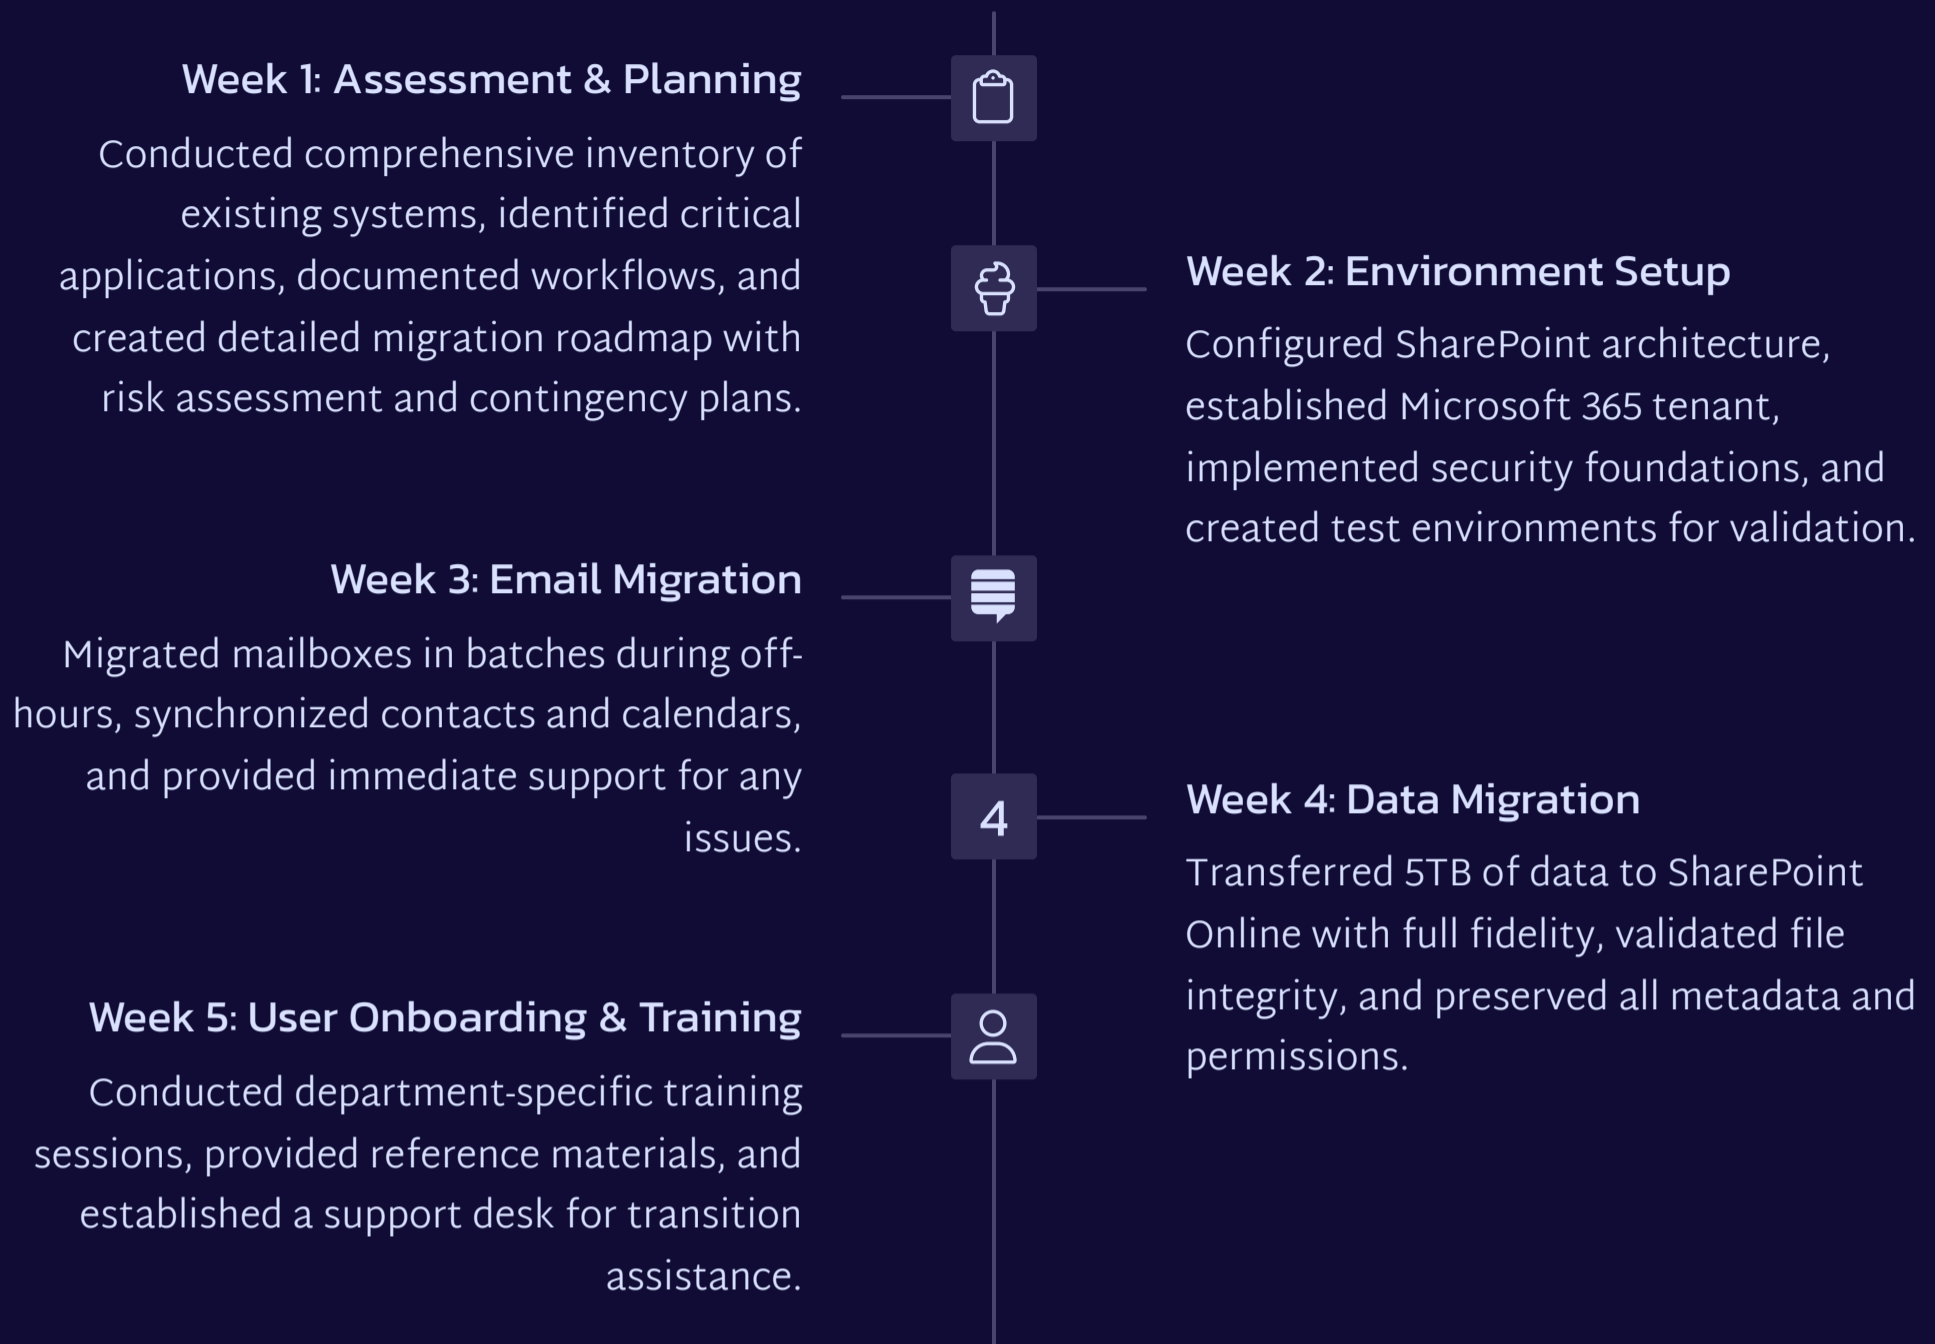 Week 1: Assessment & Planning
Conducted comprehensive inventory of
existing systems, identified critical
applications, documented workflows, and
created detailed migration roadmap with
risk assessment and contingency plans.
Week 2: Environment Setup
Configured SharePoint architecture,
established Microsoft 365 tenant,
implemented security foundations, and
created test environments for validation.
Week 3: Email Migration
Migrated mailboxes in batches during off-
hours, synchronized contacts and calendars,
and provided immediate support for any
issues.
4
Week 4: Data Migration
Transferred 5TB of data to SharePoint
Online with full fidelity, validated file
integrity, and preserved all metadata and
permissions.
Week 5: User Onboarding & Training
Conducted department-specific training
sessions, provided reference materials, and
established a support desk for transition
assistance.